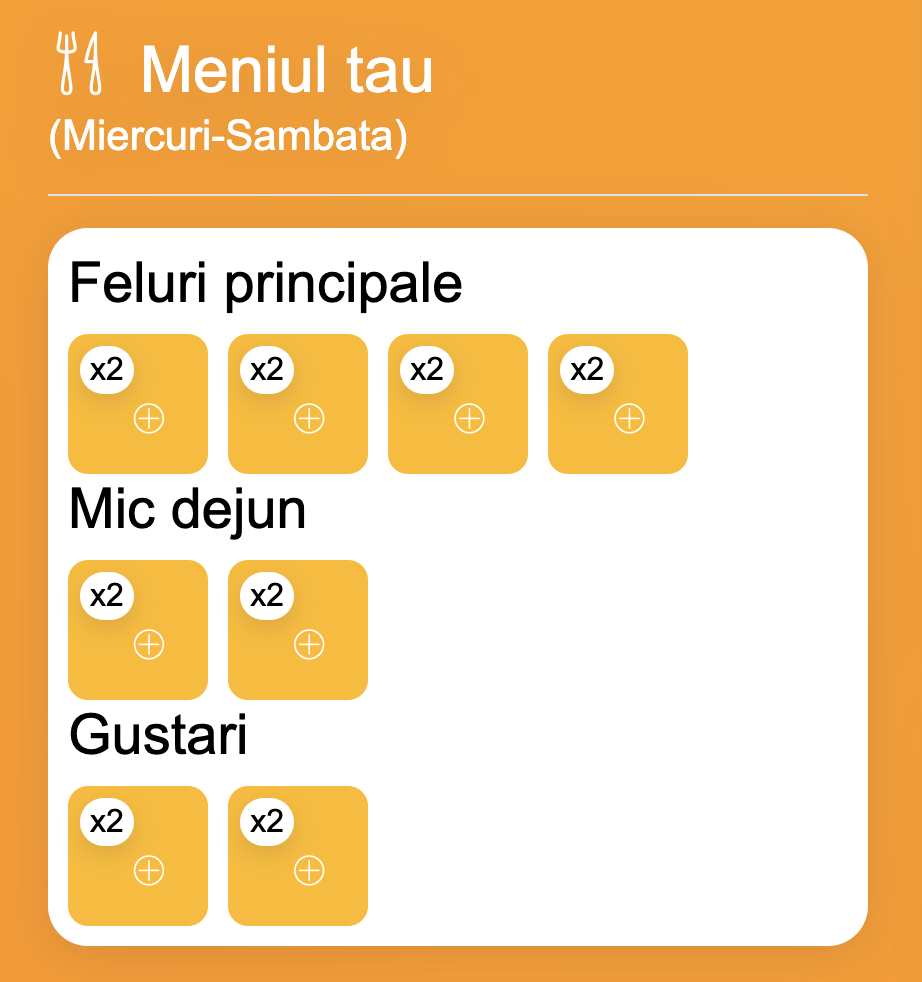 Meniul tau
(Miercuri-Sambata)
Feluri principale
x2 x2 x2 x2
Mic dejun
x2 x2
Gustari
x2 x2